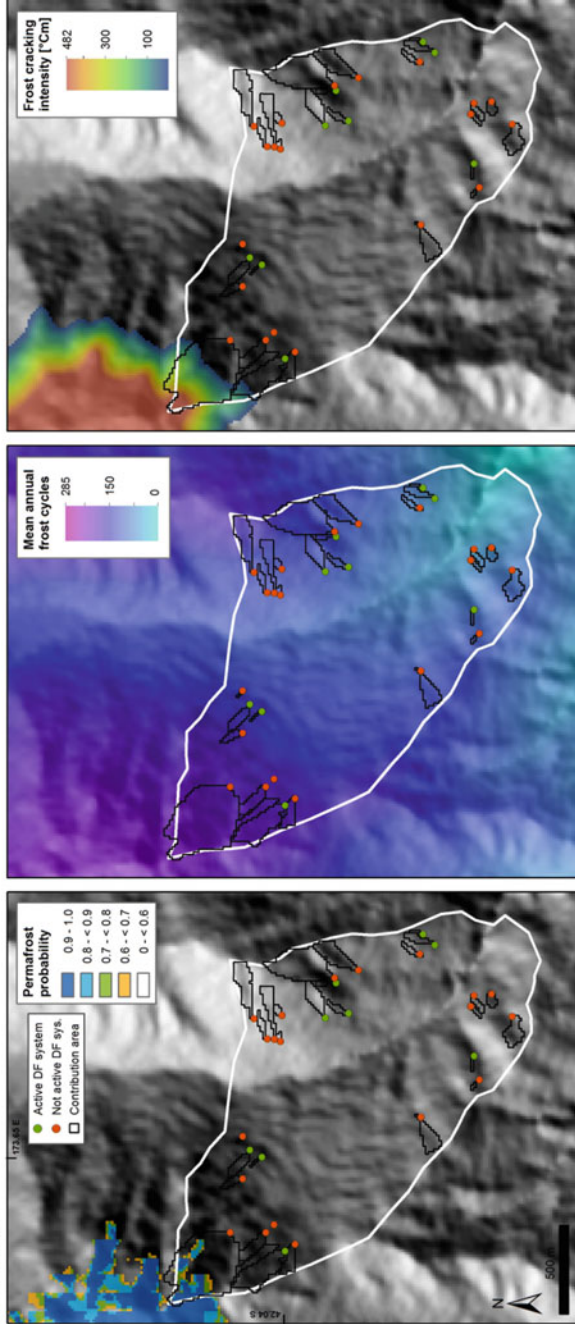 173.65 E
42.04 S
Active DF system
Not active DF sys.
Contribution area
Permafrost
probability
0.9 - 1.0
0.8 - < 0.9
0.7 - < 0.8
0.6 - < 0.7
0 - < 0.6
N
500 m
Mean annual
frost cycles
285
150
0
Frost cracking
intensity [°Cm]
482
300
100